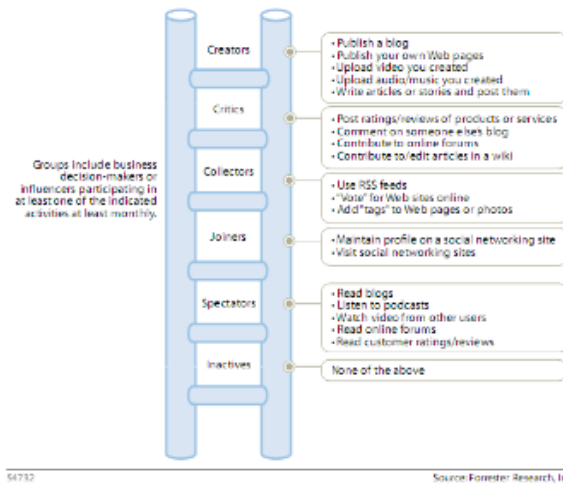 Creators
• Publish a blog
• Publish your own Web pages
• Upload video you created
• Upload audio/music you created
• Write articles or stories and post them
Critics
• Post ratings/reviews of products or services
• Comment on someone else's blog
• Contribute to online forums
• Contribute to/edit articles in a wiki
Groups include business
decision-makers or
influencers participating in
at least one of the indicated
activities at least monthly.
Collectors
• Use RSS feeds
• "Vote" for Web sites online
• Add "tags" to Web pages or photos
Joiners
• Maintain profile on a social networking site
• Visit social networking sites
Spectators
• Read blogs
• Listen to podcasts
• Watch video from other users
• Read online forums
• Read customer ratings/reviews
Inactives
None of the above
54732
Source: Forrester Research,